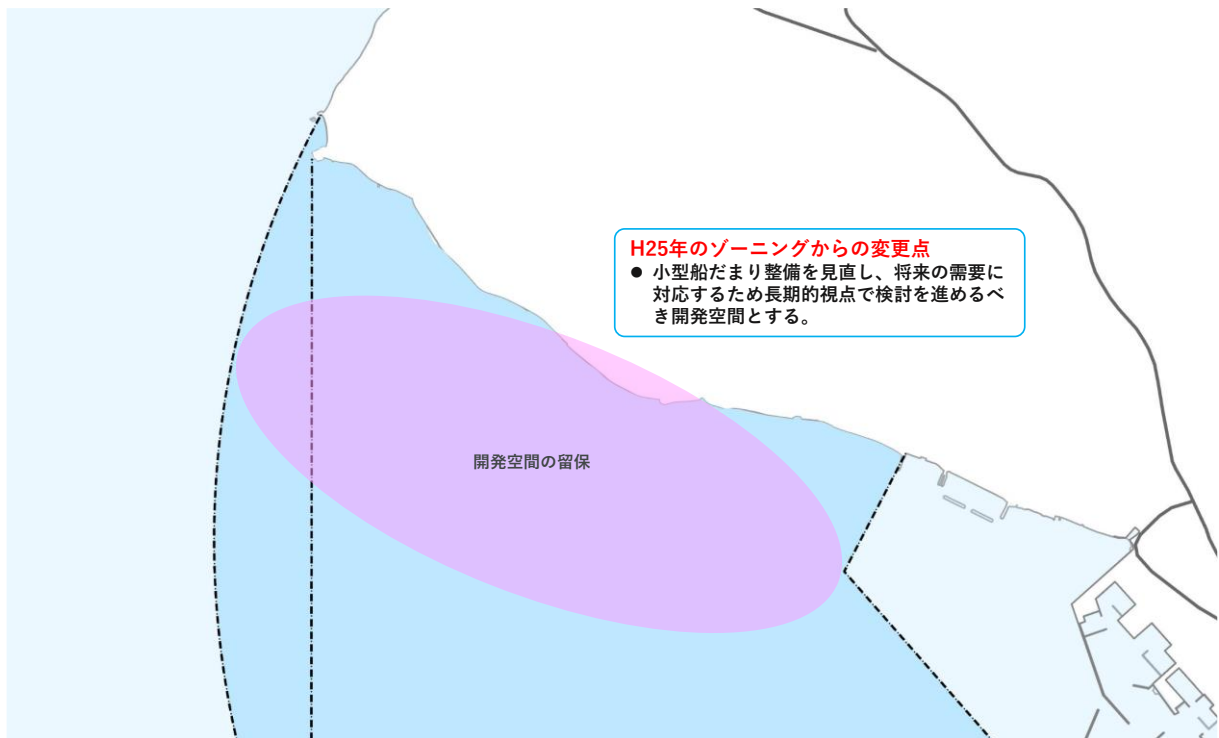 H25年のゾーニングからの変更点
● 小型船だまり整備を見直し、将来の需要に
対応するため長期的視点で検討を進めるべ
き開発空間とする。
開発空間の留保